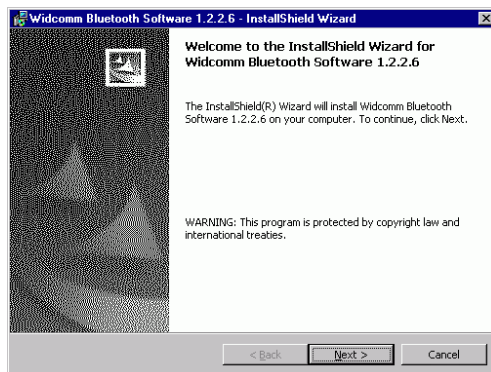 Widcomm Bluetooth Software 1.2.2.6 - InstallShield Wizard
Welcome to the InstallShield Wizard for
Widcomm Bluetooth Software 1.2.2.6
The InstallShield(R) Wizard will install Widcomm Bluetooth
Software 1.2.2.6 on your computer. To continue, click Next.
WARNING: This program is protected by copyright law and
international treaties.
< Back Next > Cancel